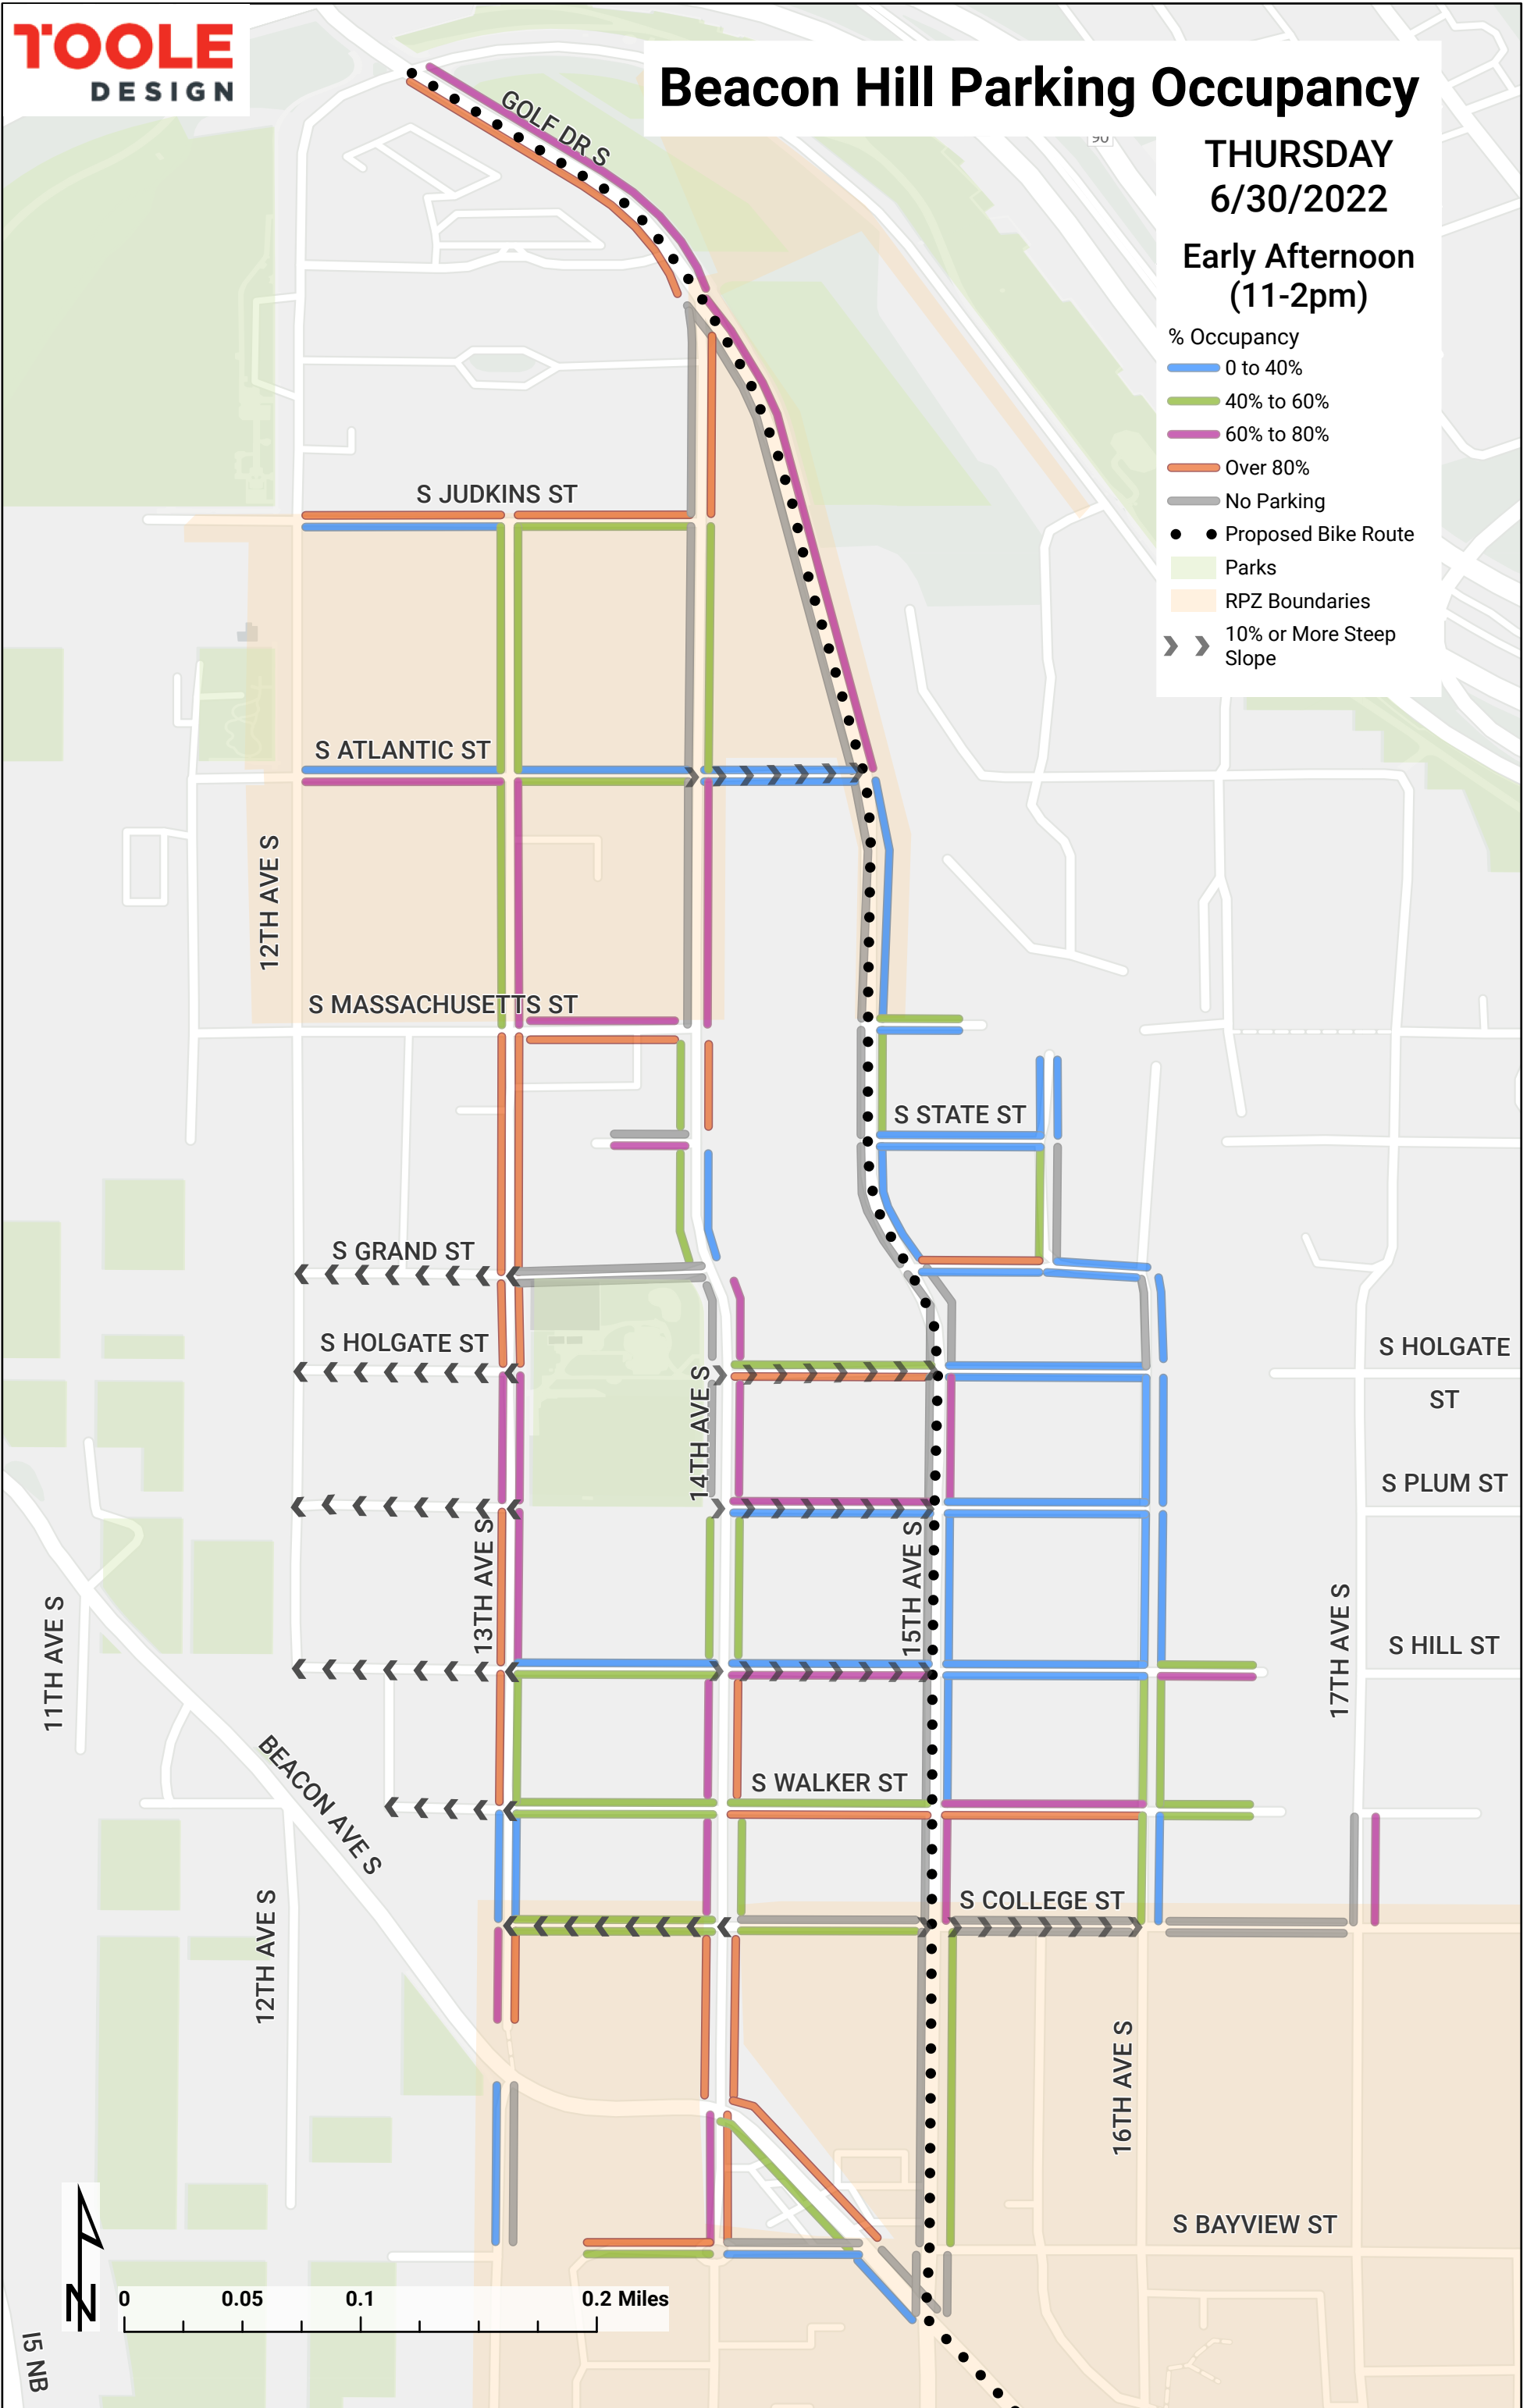 TOOLE
DESIGN
Beacon Hill Parking Occupancy
90
THURSDAY
6/30/2022
Early Afternoon
(11-2pm)
% Occupancy
0 to 40%
40% to 60%
60% to 80%
Over 80%
No Parking
Proposed Bike Route
Parks
RPZ Boundaries
10% or More Steep
Slope
GOLF DR S
S JUDKINS ST
S ATLANTIC ST
12TH AVE S
S MASSACHUSETTS ST
S STATE ST
S GRAND ST
S HOLGATE ST
S HOLGATE
ST
14TH AVE S
S PLUM ST
13TH AVE S
15TH AVE S
11TH AVE S
17TH AVE S
S HILL ST
BEACON AVE S
S WALKER ST
12TH AVE S
S COLLEGE ST
16TH AVE S
S BAYVIEW ST
N
0
0.05
0.1
0.2 Miles
I5 NB